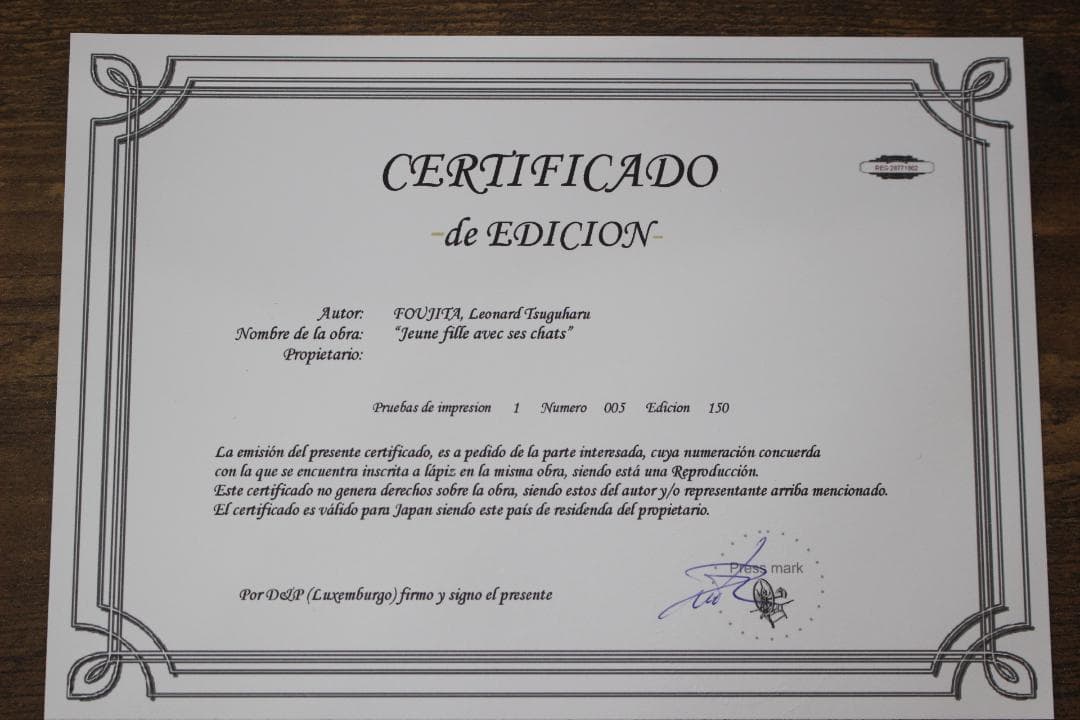 CERTIFICADO
REG 28771902
-de EDICION-
Autor: FOUJITA, Leonard Tsuguharu
Nombre de la obra: “Jeune fille avec ses chats”
Propietario:
Pruebas de impresion 1 Numero 005 Edicion 150
La emisión del presente certificado, es a pedido de la parte interesada, cuya numeración concuerda
con la que se encuentra inscrita a lápiz en la misma obra, siendo está una Reproducción.
Este certificado no genera derechos sobre la obra, siendo estos del autor y/o representante arriba mencionado.
El certificado es válido para Japan siendo este país de residenda del propietario.
Press mark
Por D&P (Luxemburgo) firmo y signo el presente